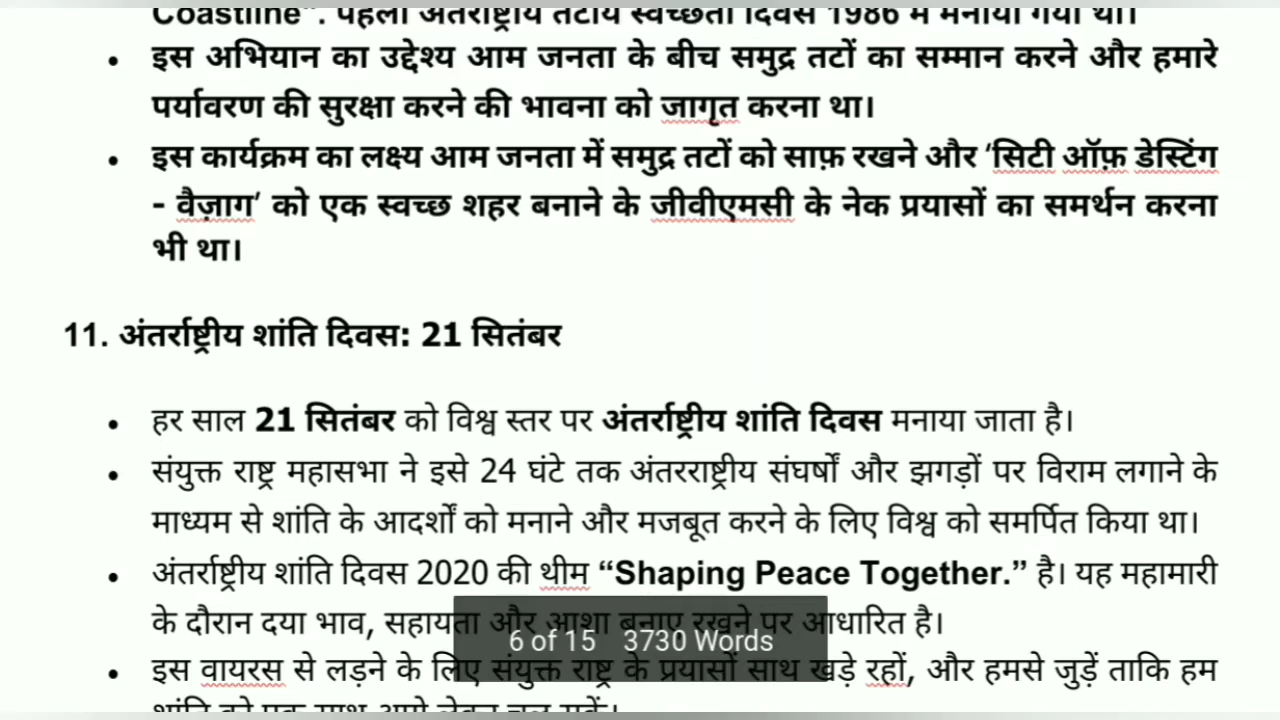 Coastline". पहला अंतर्राष्ट्रीय तटीय स्वच्छता दिवस 1986 में मनाया गया था।
• इस अभियान का उद्देश्य आम जनता के बीच समुद्र तटों का सम्मान करने और हमारे
पर्यावरण की सुरक्षा करने की भावना को जागृत करना था।
• इस कार्यक्रम का लक्ष्य आम जनता में समुद्र तटों को साफ़ रखने और ‘सिटी ऑफ़ डेस्टिंग
- वैज़ाग’ को एक स्वच्छ शहर बनाने के जीवीएमसी के नेक प्रयासों का समर्थन करना
भी था।
11. अंतर्राष्ट्रीय शांति दिवस: 21 सितंबर
• हर साल 21 सितंबर को विश्व स्तर पर अंतर्राष्ट्रीय शांति दिवस मनाया जाता है।
• संयुक्त राष्ट्र महासभा ने इसे 24 घंटे तक अंतरराष्ट्रीय संघर्षों और झगड़ों पर विराम लगाने के
माध्यम से शांति के आदर्शों को मनाने और मजबूत करने के लिए विश्व को समर्पित किया था।
• अंतर्राष्ट्रीय शांति दिवस 2020 की थीम “Shaping Peace Together.” है। यह महामारी
के दौरान दया भाव, सहायता और आशा बनाए रखने पर आधारित है।
6 of 15 3730 Words
• इस वायरस से लड़ने के लिए संयुक्त राष्ट्र के प्रयासों साथ खड़े रहों, और हमसे जुड़ें ताकि हम
शांति को एक साथ आगे लेकर चल सकें।